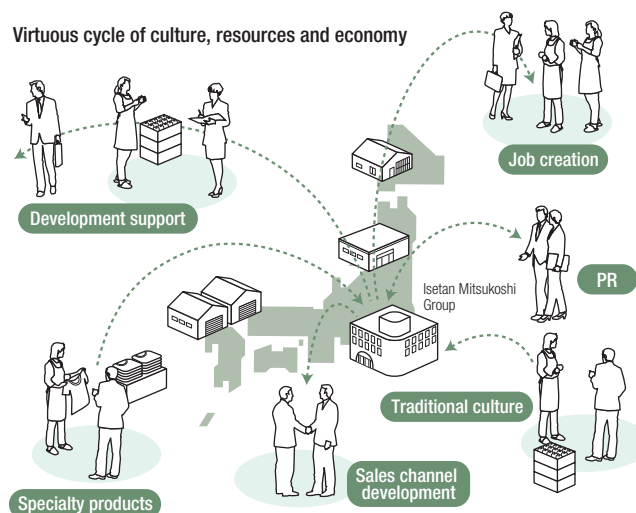 Virtuous cycle of culture, resources and economy
Job creation
Development support
PR
Isetan Mitsukoshi
Group
Traditional culture
Sales channel
development
Specialty products